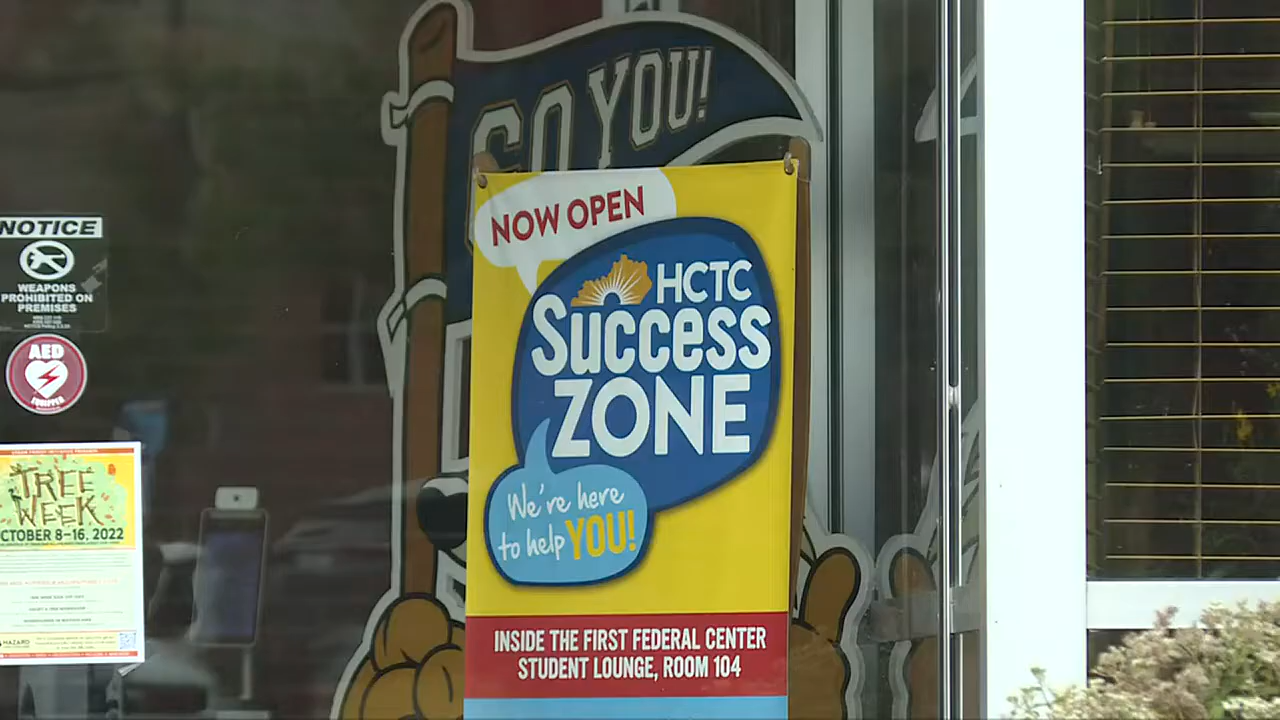 GO YOU!
NOW OPEN
HCTC
Success
ZONE
We're here
to help YOU!
INSIDE THE FIRST FEDERAL CENTER
STUDENT LOUNGE, ROOM 104
NOTICE
WEAPONS
PROHIBITED ON
PREMISES
AED
EQUIPPED
TREE
WEEK
OCTOBER 8-16, 2022
HAZARD